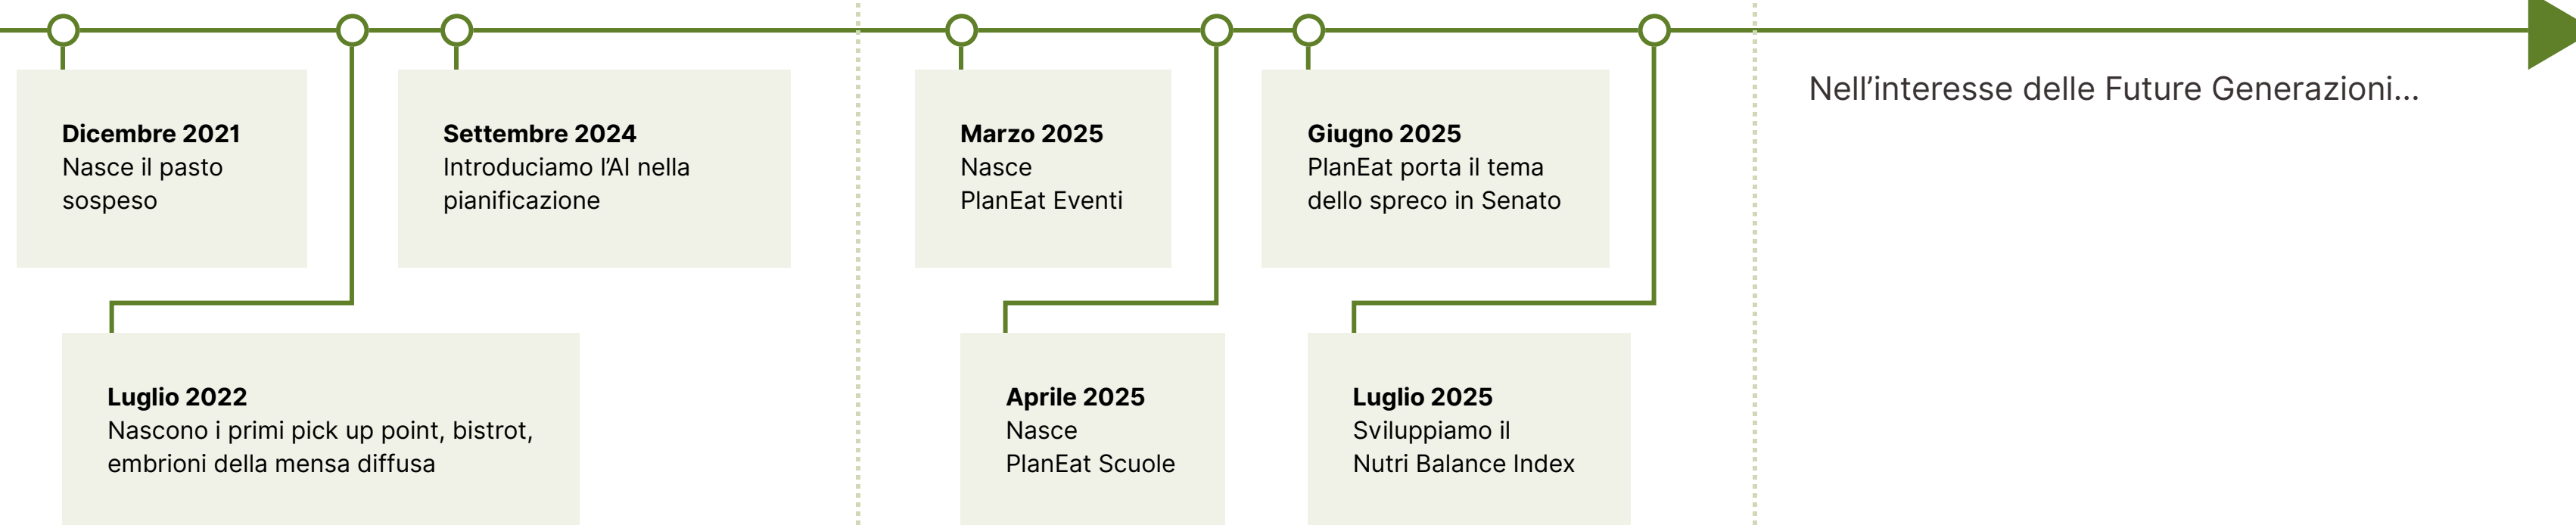 Dicembre 2021
Nasce il pasto
sospeso
Luglio 2022
Nascono i primi pick up point, bistrot,
embrioni della mensa diffusa
Settembre 2024
Introduciamo l’AI nella
pianificazione
Marzo 2025
Nasce
PlanEat Eventi
Aprile 2025
Nasce
PlanEat Scuole
Giugno 2025
PlanEat porta il tema
dello spreco in Senato
Luglio 2025
Sviluppiamo il
Nutri Balance Index
Nell’interesse delle Future Generazioni...